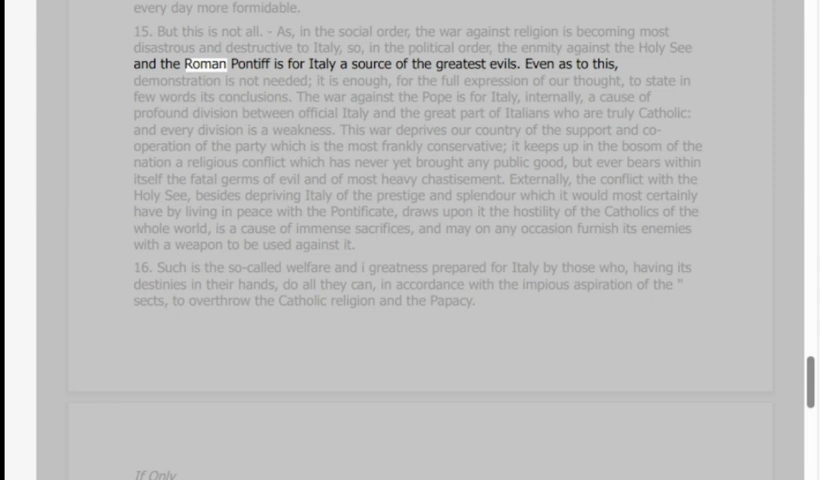 every day more formidable.
15. But this is not all. - As, in the social order, the war against religion is becoming most
disastrous and destructive to Italy, so, in the political order, the enmity against the Holy See
and the Roman Pontiff is for Italy a source of the greatest evils. Even as to this,
demonstration is not needed; it is enough, for the full expression of our thought, to state in
few words its conclusions. The war against the Pope is for Italy, internally, a cause of
profound division between official Italy and the great part of Italians who are truly Catholic:
and every division is a weakness. This war deprives our country of the support and co-
operation of the party which is the most frankly conservative; it keeps up in the bosom of the
nation a religious conflict which has never yet brought any public good, but ever bears within
itself the fatal germs of evil and of most heavy chastisement. Externally, the conflict with the
Holy See, besides depriving Italy of the prestige and splendour which it would most certainly
have by living in peace with the Pontificate, draws upon it the hostility of the Catholics of the
whole world, is a cause of immense sacrifices, and may on any occasion furnish its enemies
with a weapon to be used against it.
16. Such is the so-called welfare and i greatness prepared for Italy by those who, having its
destinies in their hands, do all they can, in accordance with the impious aspiration of the "
sects, to overthrow the Catholic religion and the Papacy.
If Only